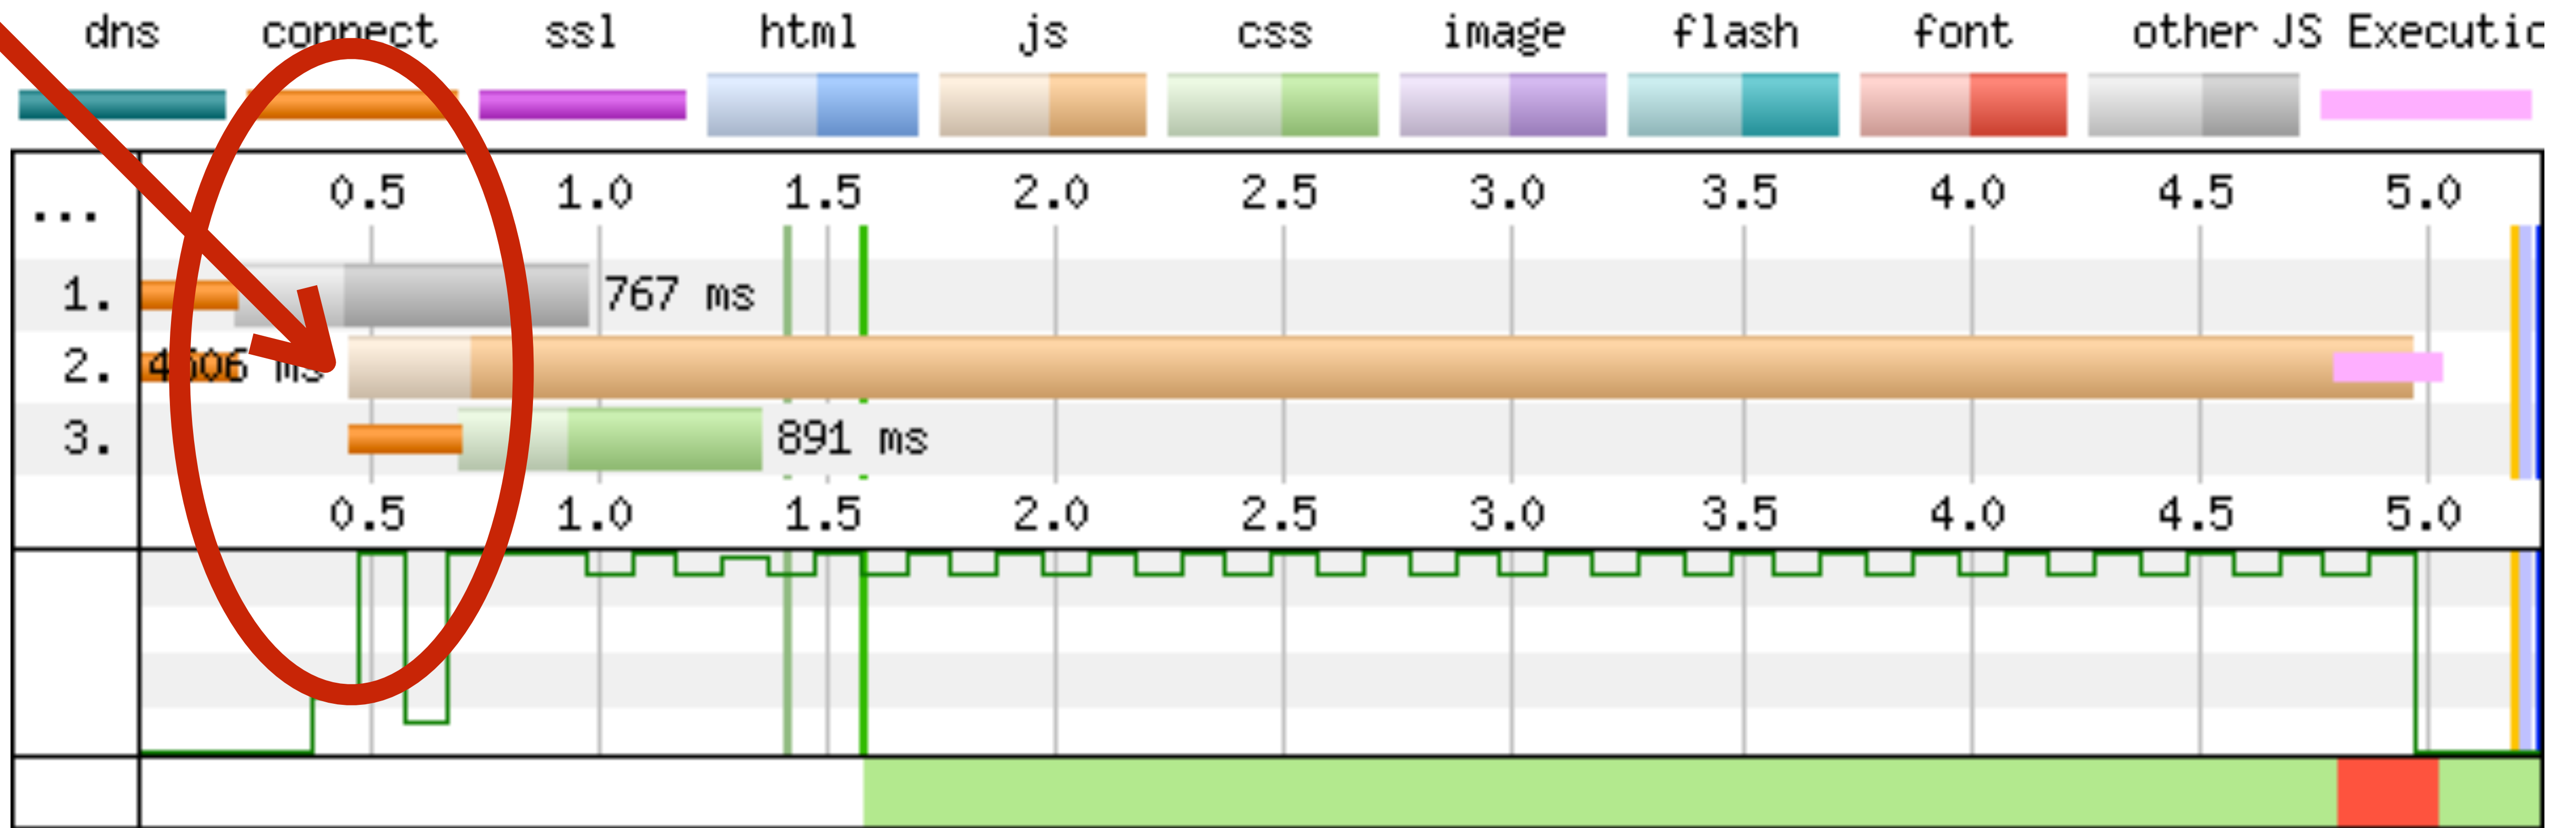 dns connect ssl html js css image flash font other JS Executic
... 0.5 1.0 1.5 2.0 2.5 3.0 3.5 4.0 4.5 5.0
1. 767 ms
2. 4606 ms
3. 891 ms
0.5 1.0 1.5 2.0 2.5 3.0 3.5 4.0 4.5 5.0